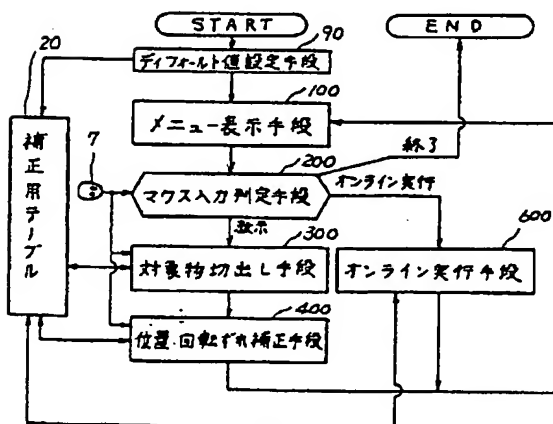 START
END
20
90
ディフォールト値設定手段
100
メニュー表示手段
7
200
終了
マウス入力判定手段
オンライン実行
教示
補正用テーブル
300
対象物切出し手段
600
オンライン実行手段
400
位置・回転ずれ補正手段